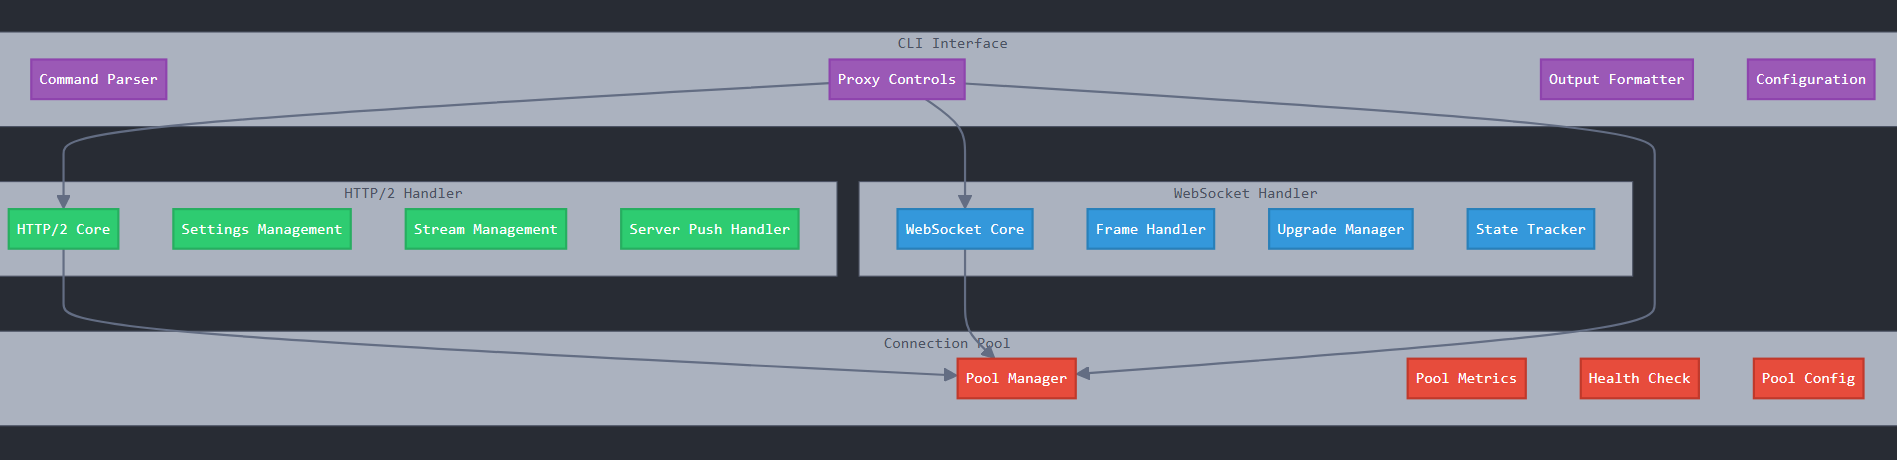 CLI Interface
Command Parser
Proxy Controls
Output Formatter
Configuration
HTTP/2 Handler
WebSocket Handler
HTTP/2 Core
Settings Management
Stream Management
Server Push Handler
WebSocket Core
Frame Handler
Upgrade Manager
State Tracker
Connection Pool
Pool Manager
Pool Metrics
Health Check
Pool Config